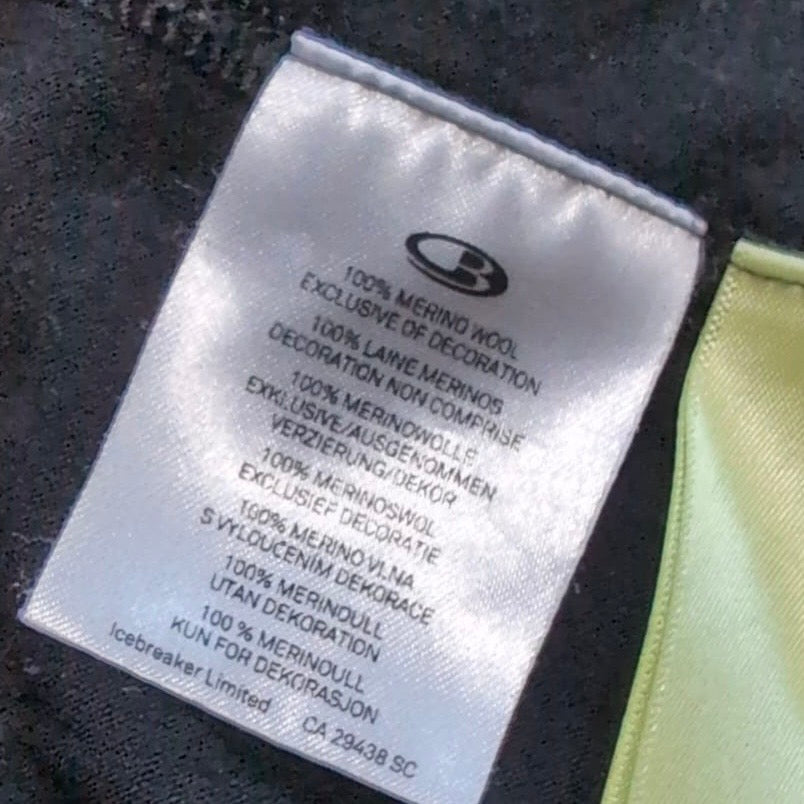 100% MERINO WOOL
EXCLUSIVE OF DECORATION
100% LAINE MERINOS
DECORATION NON COMPRISE
100% MERINOWOLLE
EXKLUSIVE/AUSGENOMMEN
VERZIERUNG/DEKOR
100% MERINOSWOL
EXCLUSIEF DECORATIE
100% MERINO VLNA
S VYLOUCENIM DEKORACE
100% MERINOULL
UTAN DEKORATION
100 % MERINOULL
KUN FOR DEKORASJON
Icebreaker Limited CA 29438 SC